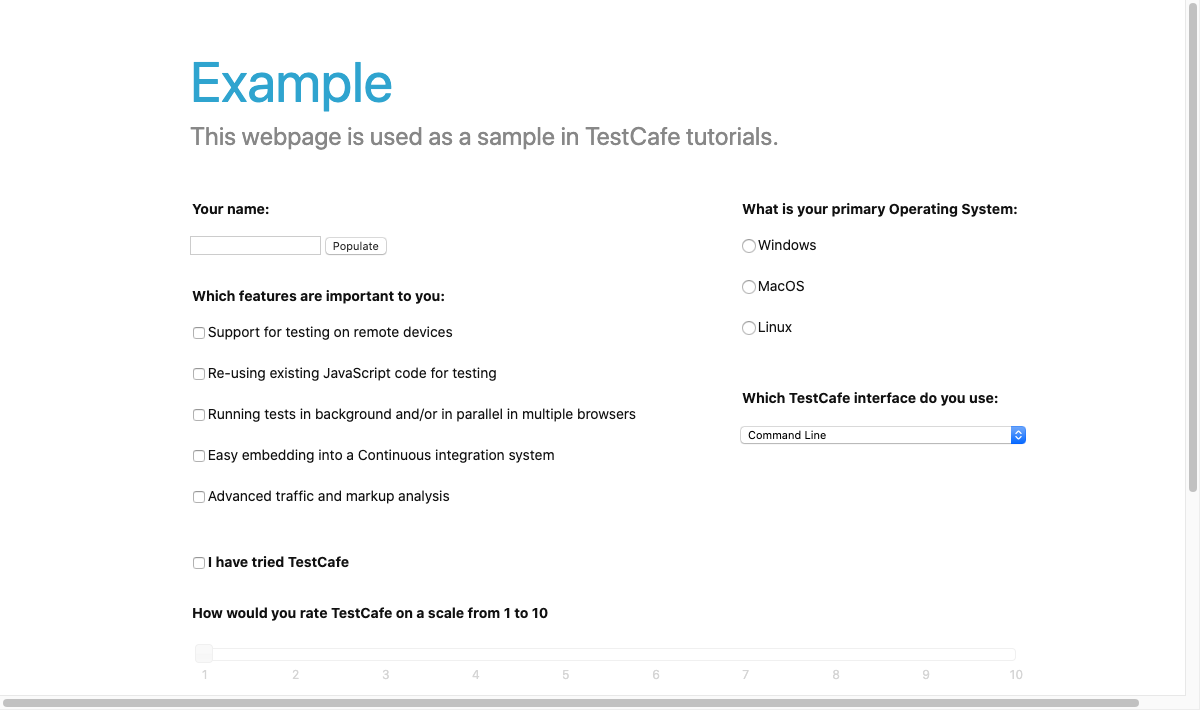 Example
This webpage is used as a sample in TestCafe tutorials.
Your name:
Populate
Which features are important to you:
Support for testing on remote devices
Re-using existing JavaScript code for testing
Running tests in background and/or in parallel in multiple browsers
Easy embedding into a Continuous integration system
Advanced traffic and markup analysis
I have tried TestCafe
What is your primary Operating System:
Windows
MacOS
Linux
Which TestCafe interface do you use:
Command Line
How would you rate TestCafe on a scale from 1 to 10
1 2 3 4 5 6 7 8 9 10